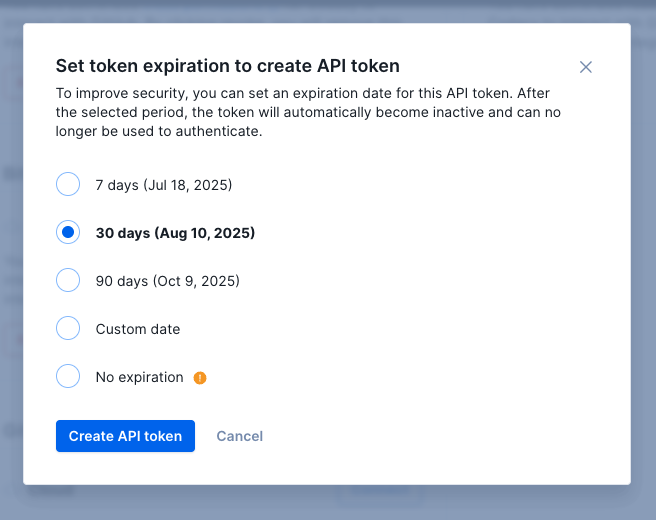 Set token expiration to create API token
To improve security, you can set an expiration date for this API token. After
the selected period, the token will automatically become inactive and can no
longer be used to authenticate.
7 days (Jul 18, 2025)
30 days (Aug 10, 2025)
90 days (Oct 9, 2025)
Custom date
No expiration
Create API token
Cancel